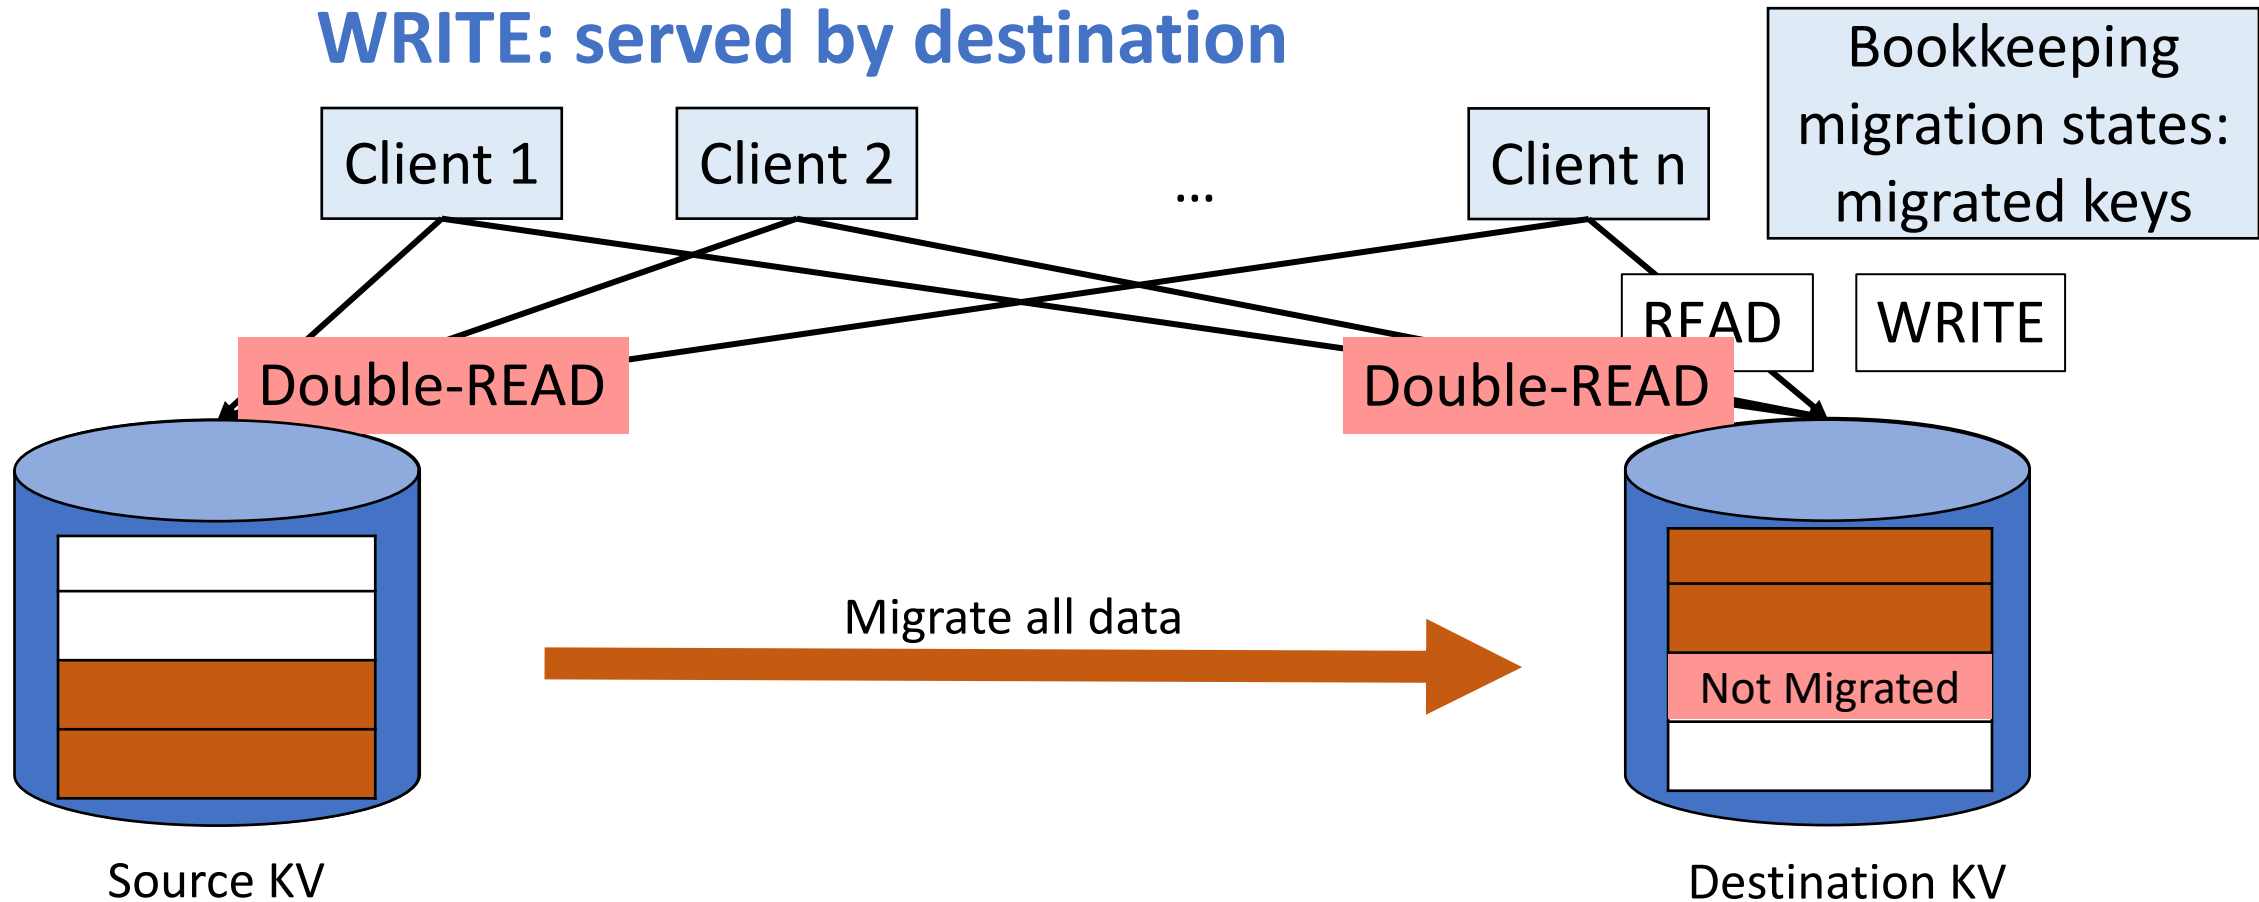 WRITE: served by destination
Bookkeeping
migration states:
migrated keys
Client 1
Client 2
...
Client n
READ
WRITE
Double-READ
Double-READ
Migrate all data
Not Migrated
Source KV
Destination KV